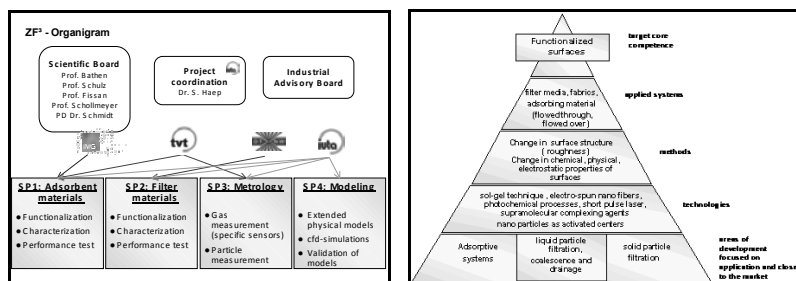 ZF³ - Organigram
Scientific Board
Prof. Bathen
Prof. Schulz
Prof. Fissan
Prof. Schollmeyer
PD Dr. Schmidt
Project
coordination
Dr. S. Haep
Industrial
Advisory Board
IVG
tvt
iuta
SP1: Adsorbent
materials
● Functionalization
● Characterization
● Performance test
SP2: Filter
materials
● Functionalization
● Characterization
● Performance test
SP3: Metrology
● Gas
measurement
(specific sensors)
● Particle
measurement
SP4: Modeling
● Extended
physical models
● cfd-simulations
● Validation of
models
Functionalized
surfaces
target core
competence
filter media, fabrics,
adsorbing material
(flowedthrough,
flowed over)
applied systems
Change in surface structure
( roughness)
Change in chemical, physical,
electrostatic properties of
surfaces
methods
sol-gel technique, electro-spun nano fibers,
photochemical processes, short pulse laser,
supramolecular complexing agents
nano particles as activated centers
technologies
Adsorptive
systems
liquid particle
filtration,
coalescence and
drainage
solid particle
filtration
areas of
development
focused on
application and close
to the market